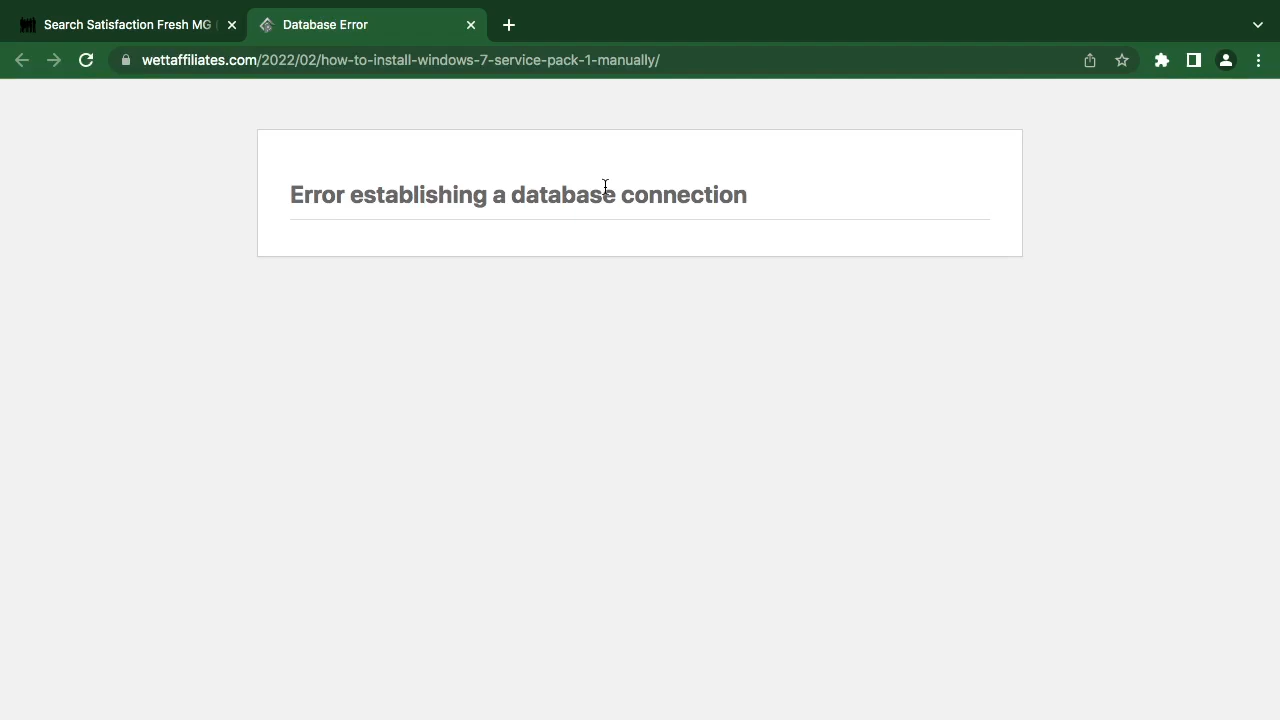 Search Satisfaction Fresh MG
Database Error
wettaffiliates.com/2022/02/how-to-install-windows-7-service-pack-1-manually/
Error establishing a database connection